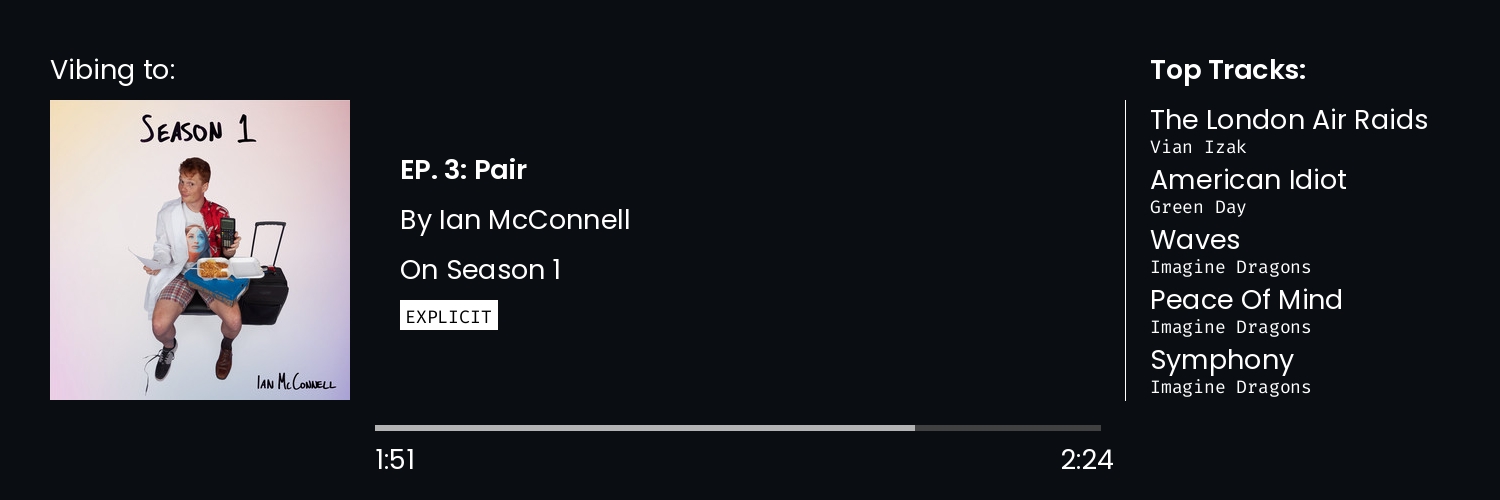 Vibing to:
SEASON 1
IAN MCCONNELL
EP. 3: Pair
By Ian McConnell
On Season 1
EXPLICIT
1:51
2:24
Top Tracks:
The London Air Raids
Vian Izak
American Idiot
Green Day
Waves
Imagine Dragons
Peace Of Mind
Imagine Dragons
Symphony
Imagine Dragons